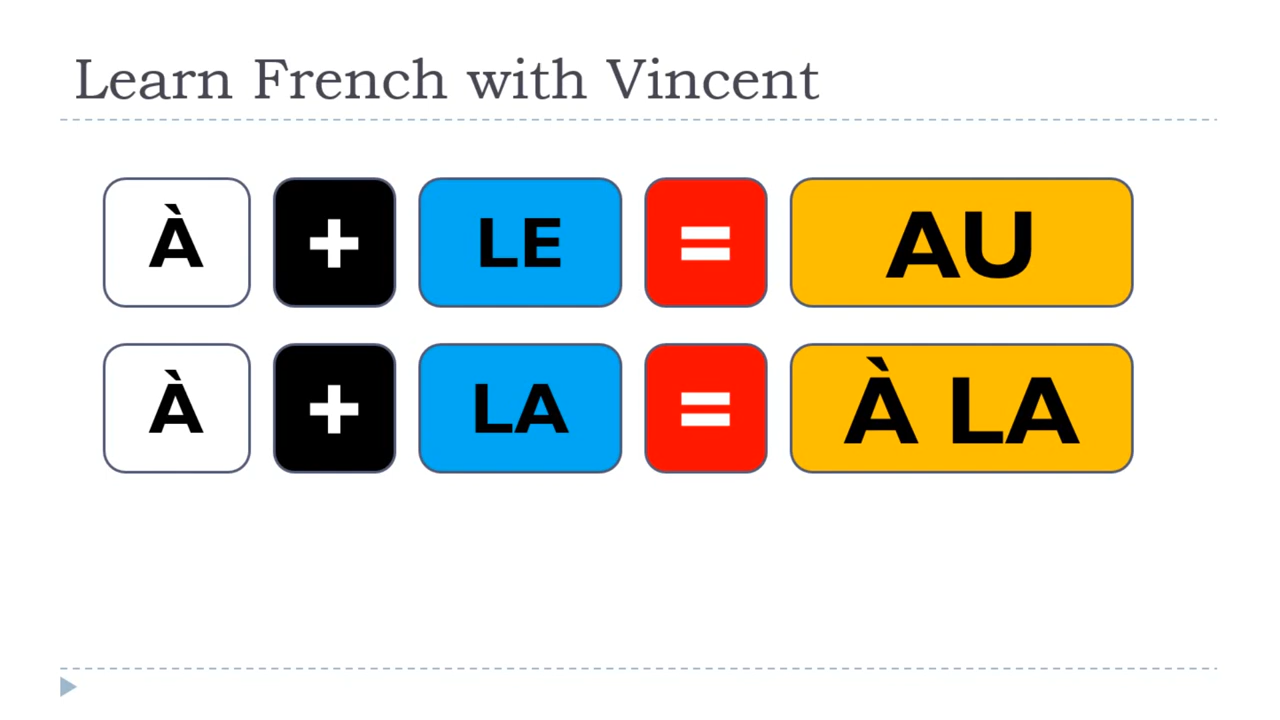 Learn French with Vincent
À + LE = AU
À + LA = À LA